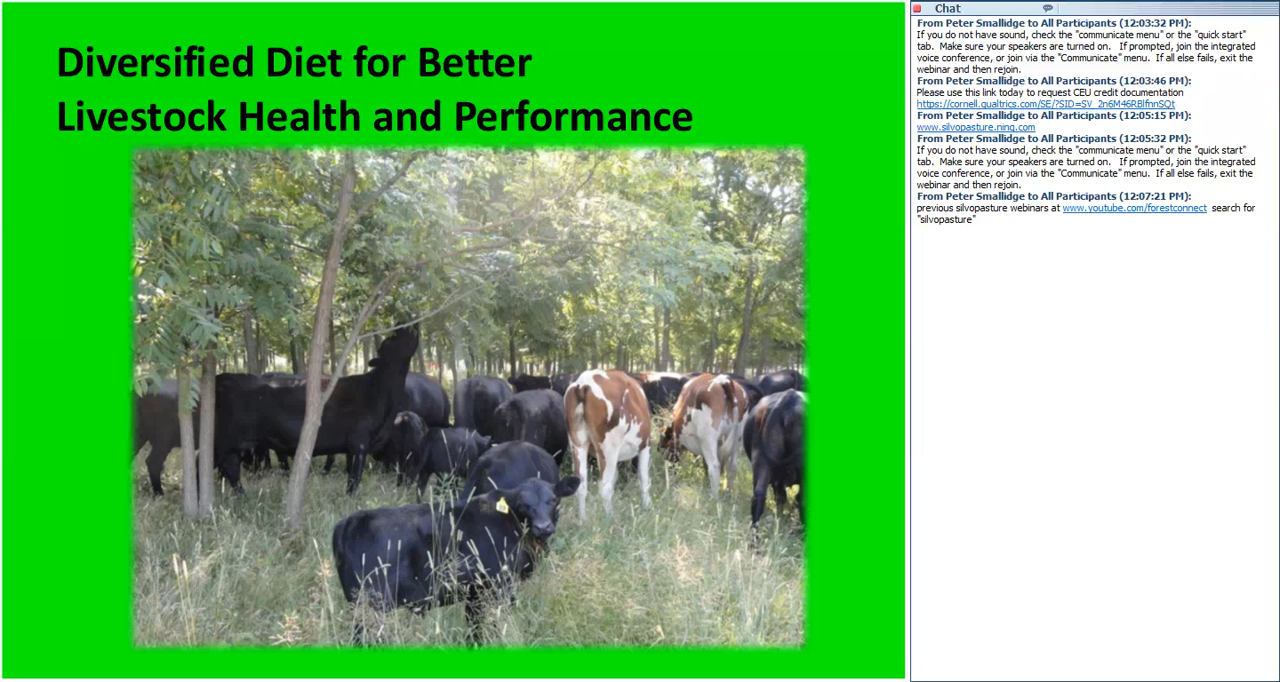 Diversified Diet for Better
Livestock Health and Performance
Chat
From Peter Smallidge to All Participants (12:03:32 PM):
If you do not have sound, check the "communicate menu" or the "quick start"
tab. Make sure your speakers are turned on. If prompted, join the integrated
voice conference, or join via the "Communicate" menu. If all else fails, exit the
webinar and then rejoin.
From Peter Smallidge to All Participants (12:03:46 PM):
Please use this link today to request CEU credit documentation
https://cornell.qualtrics.com/SE/?SID=SV_2n6M46RBlfnnSQt
From Peter Smallidge to All Participants (12:05:15 PM):
www.silvopasture.ning.com
From Peter Smallidge to All Participants (12:05:32 PM):
If you do not have sound, check the "communicate menu" or the "quick start"
tab. Make sure your speakers are turned on. If prompted, join the integrated
voice conference, or join via the "Communicate" menu. If all else fails, exit the
webinar and then rejoin.
From Peter Smallidge to All Participants (12:07:21 PM):
previous silvopasture webinars at www.youtube.com/forestconnect search for
"silvopasture"